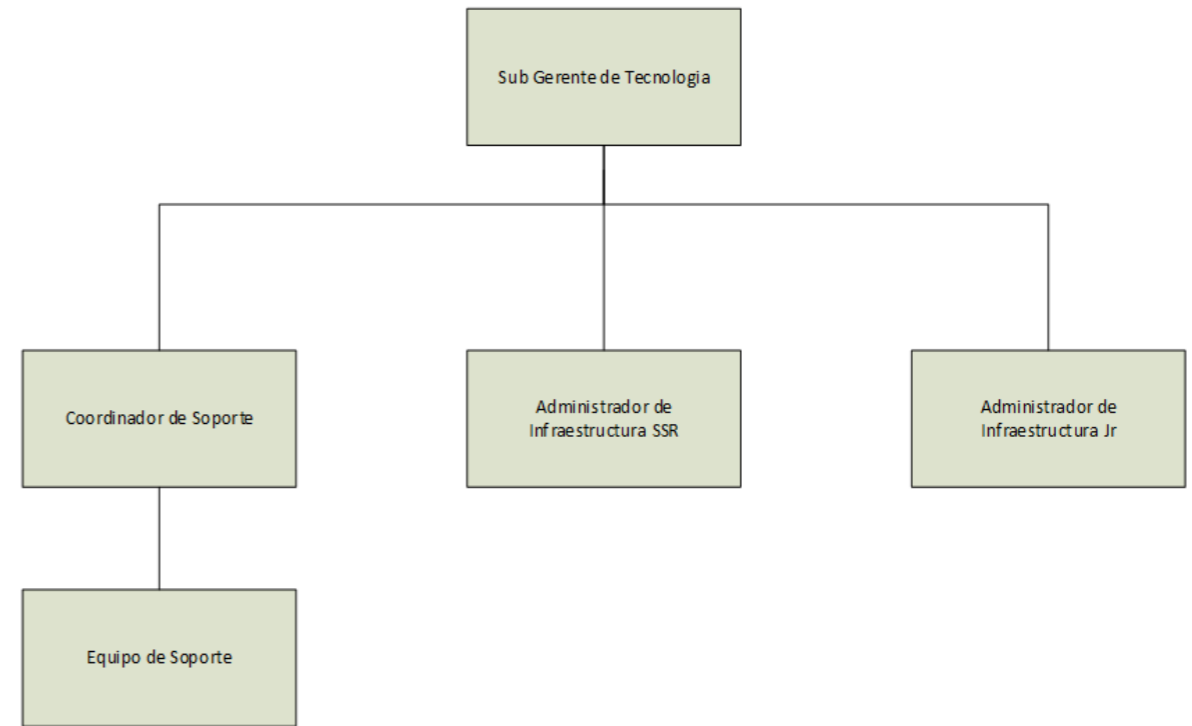 Sub Gerente de Tecnologia
Coordinador de Soporte
Administrador de
Infraestructura SSR
Administrador de
Infraestructura Jr
Equipo de Soporte